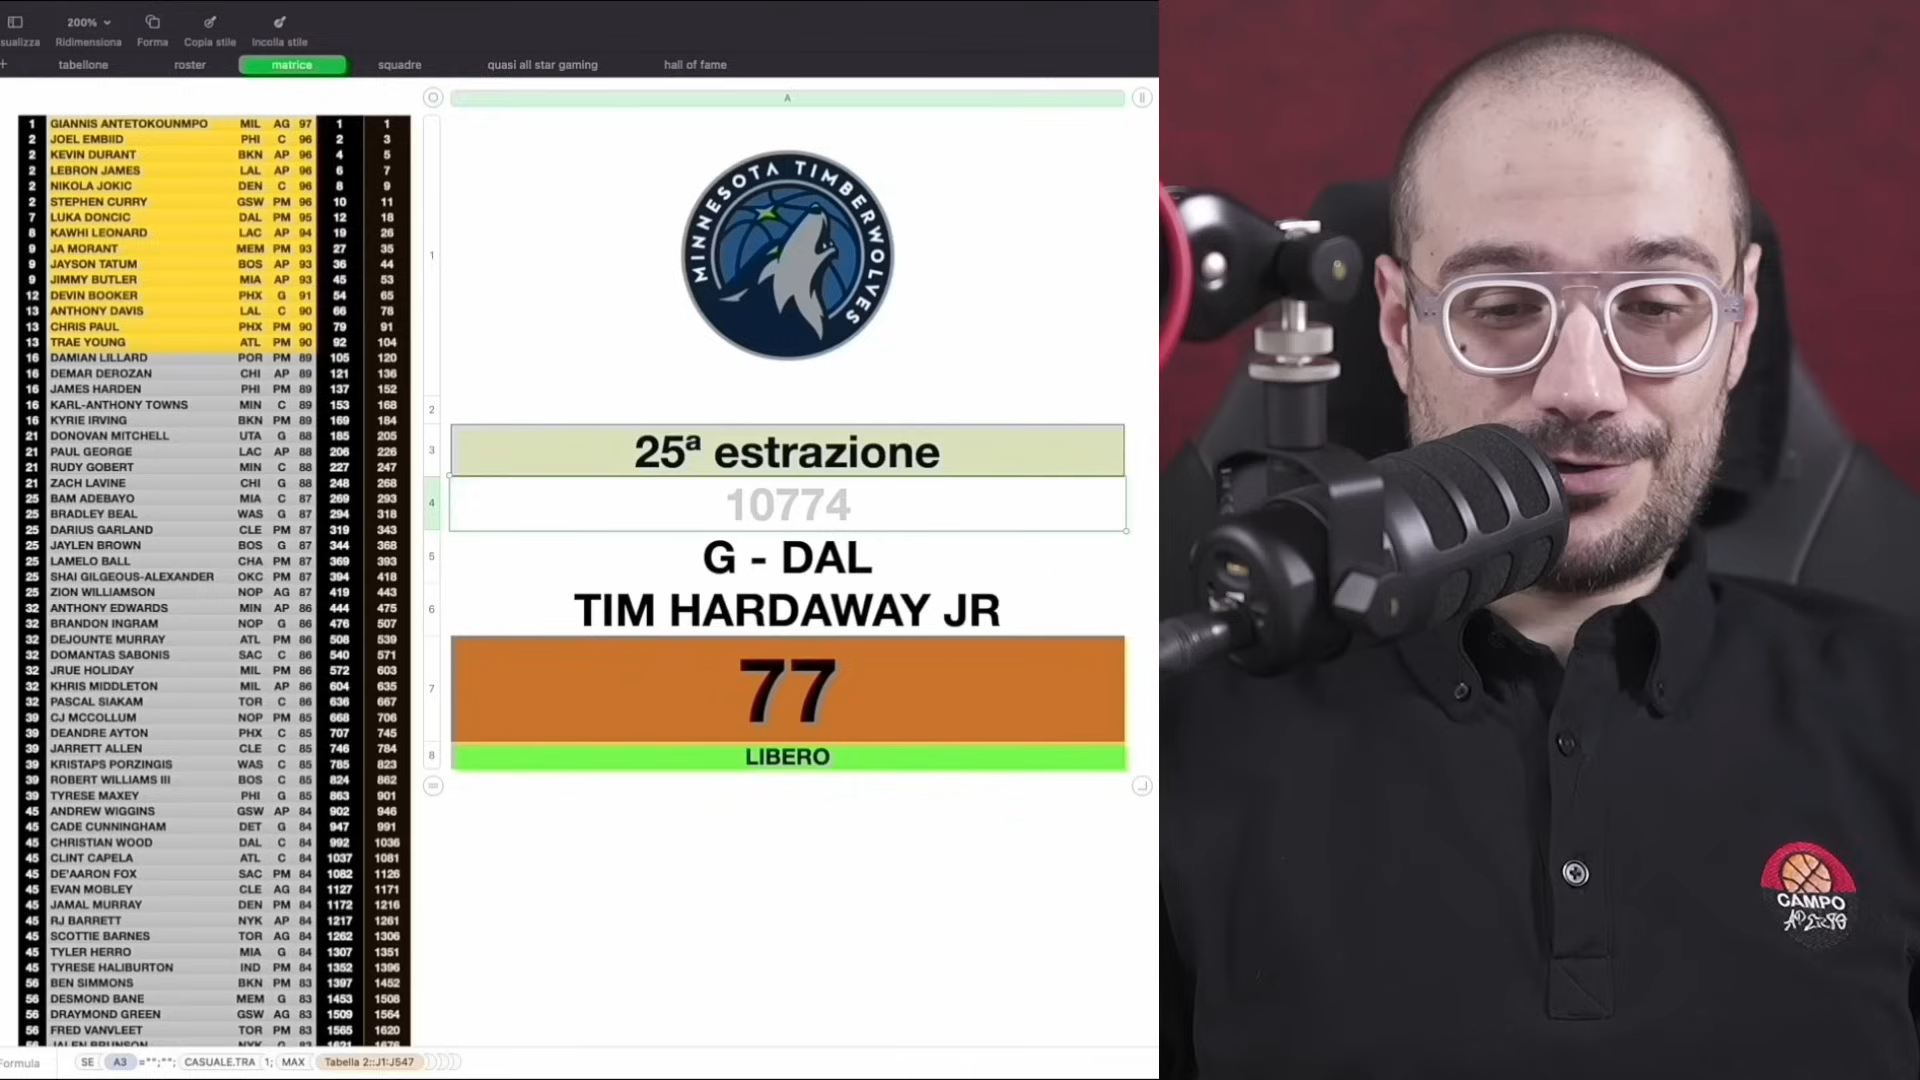 200%
sualizza Ridimensiona Forma Copia stile Incolla stile
+ tabellone roster matrice squadre quasi all star gaming hall of fame
A
1 GIANNIS ANTETOKOUNMPO MIL AG 97 1 1
2 JOEL EMBIID PHI C 96 2 3
2 KEVIN DURANT BKN AP 96 4 5
2 LEBRON JAMES LAL AP 96 6 7
2 NIKOLA JOKIC DEN C 96 8 9
2 STEPHEN CURRY GSW PM 96 10 11
7 LUKA DONCIC DAL PM 95 12 18
8 KAWHI LEONARD LAC AP 94 19 26
9 JA MORANT MEM PM 93 27 35
9 JAYSON TATUM BOS AP 93 36 44
9 JIMMY BUTLER MIA AP 93 45 53
12 DEVIN BOOKER PHX G 91 54 65
13 ANTHONY DAVIS LAL C 90 66 78
13 CHRIS PAUL PHX PM 90 79 91
13 TRAE YOUNG ATL PM 90 92 104
16 DAMIAN LILLARD POR PM 89 105 120
16 DEMAR DEROZAN CHI AP 89 121 136
16 JAMES HARDEN PHI PM 89 137 152
16 KARL-ANTHONY TOWNS MIN C 89 153 168
16 KYRIE IRVING BKN PM 89 169 184
21 DONOVAN MITCHELL UTA G 88 185 205
21 PAUL GEORGE LAC AP 88 206 226
21 RUDY GOBERT MIN C 88 227 247
21 ZACH LAVINE CHI G 88 248 268
25 BAM ADEBAYO MIA C 87 269 293
25 BRADLEY BEAL WAS G 87 294 318
25 DARIUS GARLAND CLE PM 87 319 343
25 JAYLEN BROWN BOS G 87 344 368
25 LAMELO BALL CHA PM 87 369 393
25 SHAI GILGEOUS-ALEXANDER OKC PM 87 394 418
25 ZION WILLIAMSON NOP AG 87 419 443
32 ANTHONY EDWARDS MIN AP 86 444 475
32 BRANDON INGRAM NOP G 86 476 507
32 DEJOUNTE MURRAY ATL PM 86 508 539
32 DOMANTAS SABONIS SAC C 86 540 571
32 JRUE HOLIDAY MIL PM 86 572 603
32 KHRIS MIDDLETON MIL AP 86 604 635
32 PASCAL SIAKAM TOR C 86 636 667
39 CJ MCCOLLUM NOP PM 85 668 706
39 DEANDRE AYTON PHX C 85 707 745
39 JARRETT ALLEN CLE C 85 746 784
39 KRISTAPS PORZINGIS WAS C 85 785 823
39 ROBERT WILLIAMS III BOS C 85 824 862
39 TYRESE MAXEY PHI G 85 863 901
45 ANDREW WIGGINS GSW AP 84 902 946
45 CADE CUNNINGHAM DET G 84 947 991
45 CHRISTIAN WOOD DAL C 84 992 1036
45 CLINT CAPELA ATL C 84 1037 1081
45 DE'AARON FOX SAC PM 84 1082 1126
45 EVAN MOBLEY CLE AG 84 1127 1171
45 JAMAL MURRAY DEN PM 84 1172 1216
45 RJ BARRETT NYK AP 84 1217 1261
45 SCOTTIE BARNES TOR AG 84 1262 1306
45 TYLER HERRO MIA G 84 1307 1351
45 TYRESE HALIBURTON IND PM 84 1352 1396
56 BEN SIMMONS BKN PM 83 1397 1452
56 DESMOND BANE MEM G 83 1453 1508
56 DRAYMOND GREEN GSW AG 83 1509 1564
56 FRED VANVLEET TOR PM 83 1565 1620
56 JALEN BRUNSON NYK G 83 1621 1676
1
MINNESOTA TIMBERWOLVES
2
3 25ª estrazione
4 10774
5 G - DAL
6 TIM HARDAWAY JR
7 77
8 LIBERO
Formula SE A3 ="";""; CASUALE.TRA 1; MAX Tabella 2::J1:J547
CAMPO
APERTO